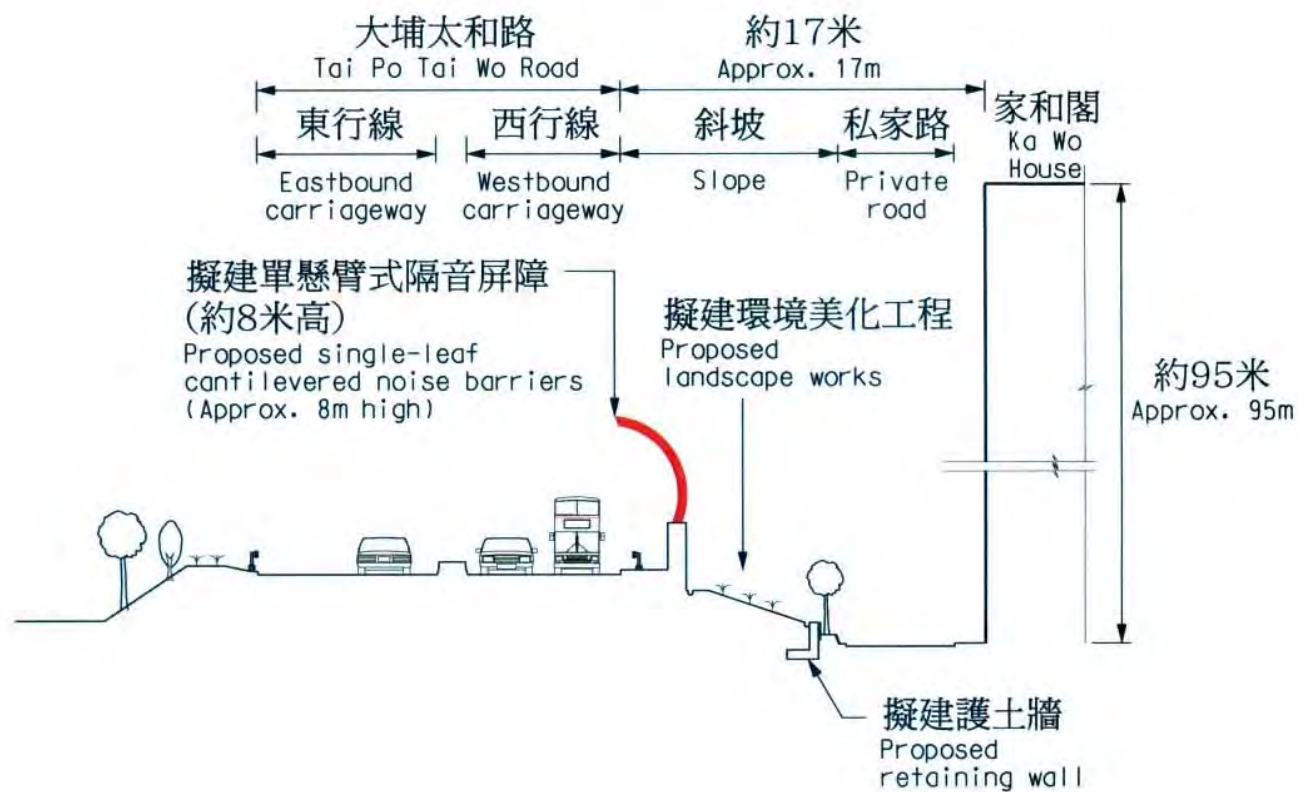 大埔太和路
Tai Po Tai Wo Road
約17米
Approx. 17m
東行線
Eastbound
carriageway
西行線
Westbound
carriageway
斜坡
Slope
私家路
Private
road
家和閣
Ka Wo
House
擬建單懸臂式隔音屏障
(約8米高)
Proposed single-leaf
cantilevered noise barriers
(Approx. 8m high)
擬建環境美化工程
Proposed
landscape works
約95米
Approx. 95m
擬建護土牆
Proposed
retaining wall